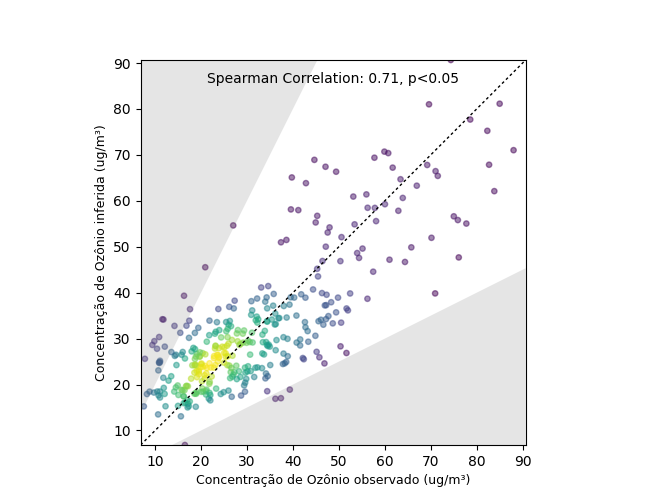 Spearman Correlation: 0.71, p<0.05
Concentração de Ozônio inferida (ug/m³)
90
80
70
60
50
40
30
20
10
10 20 30 40 50 60 70 80 90
Concentração de Ozônio observado (ug/m³)